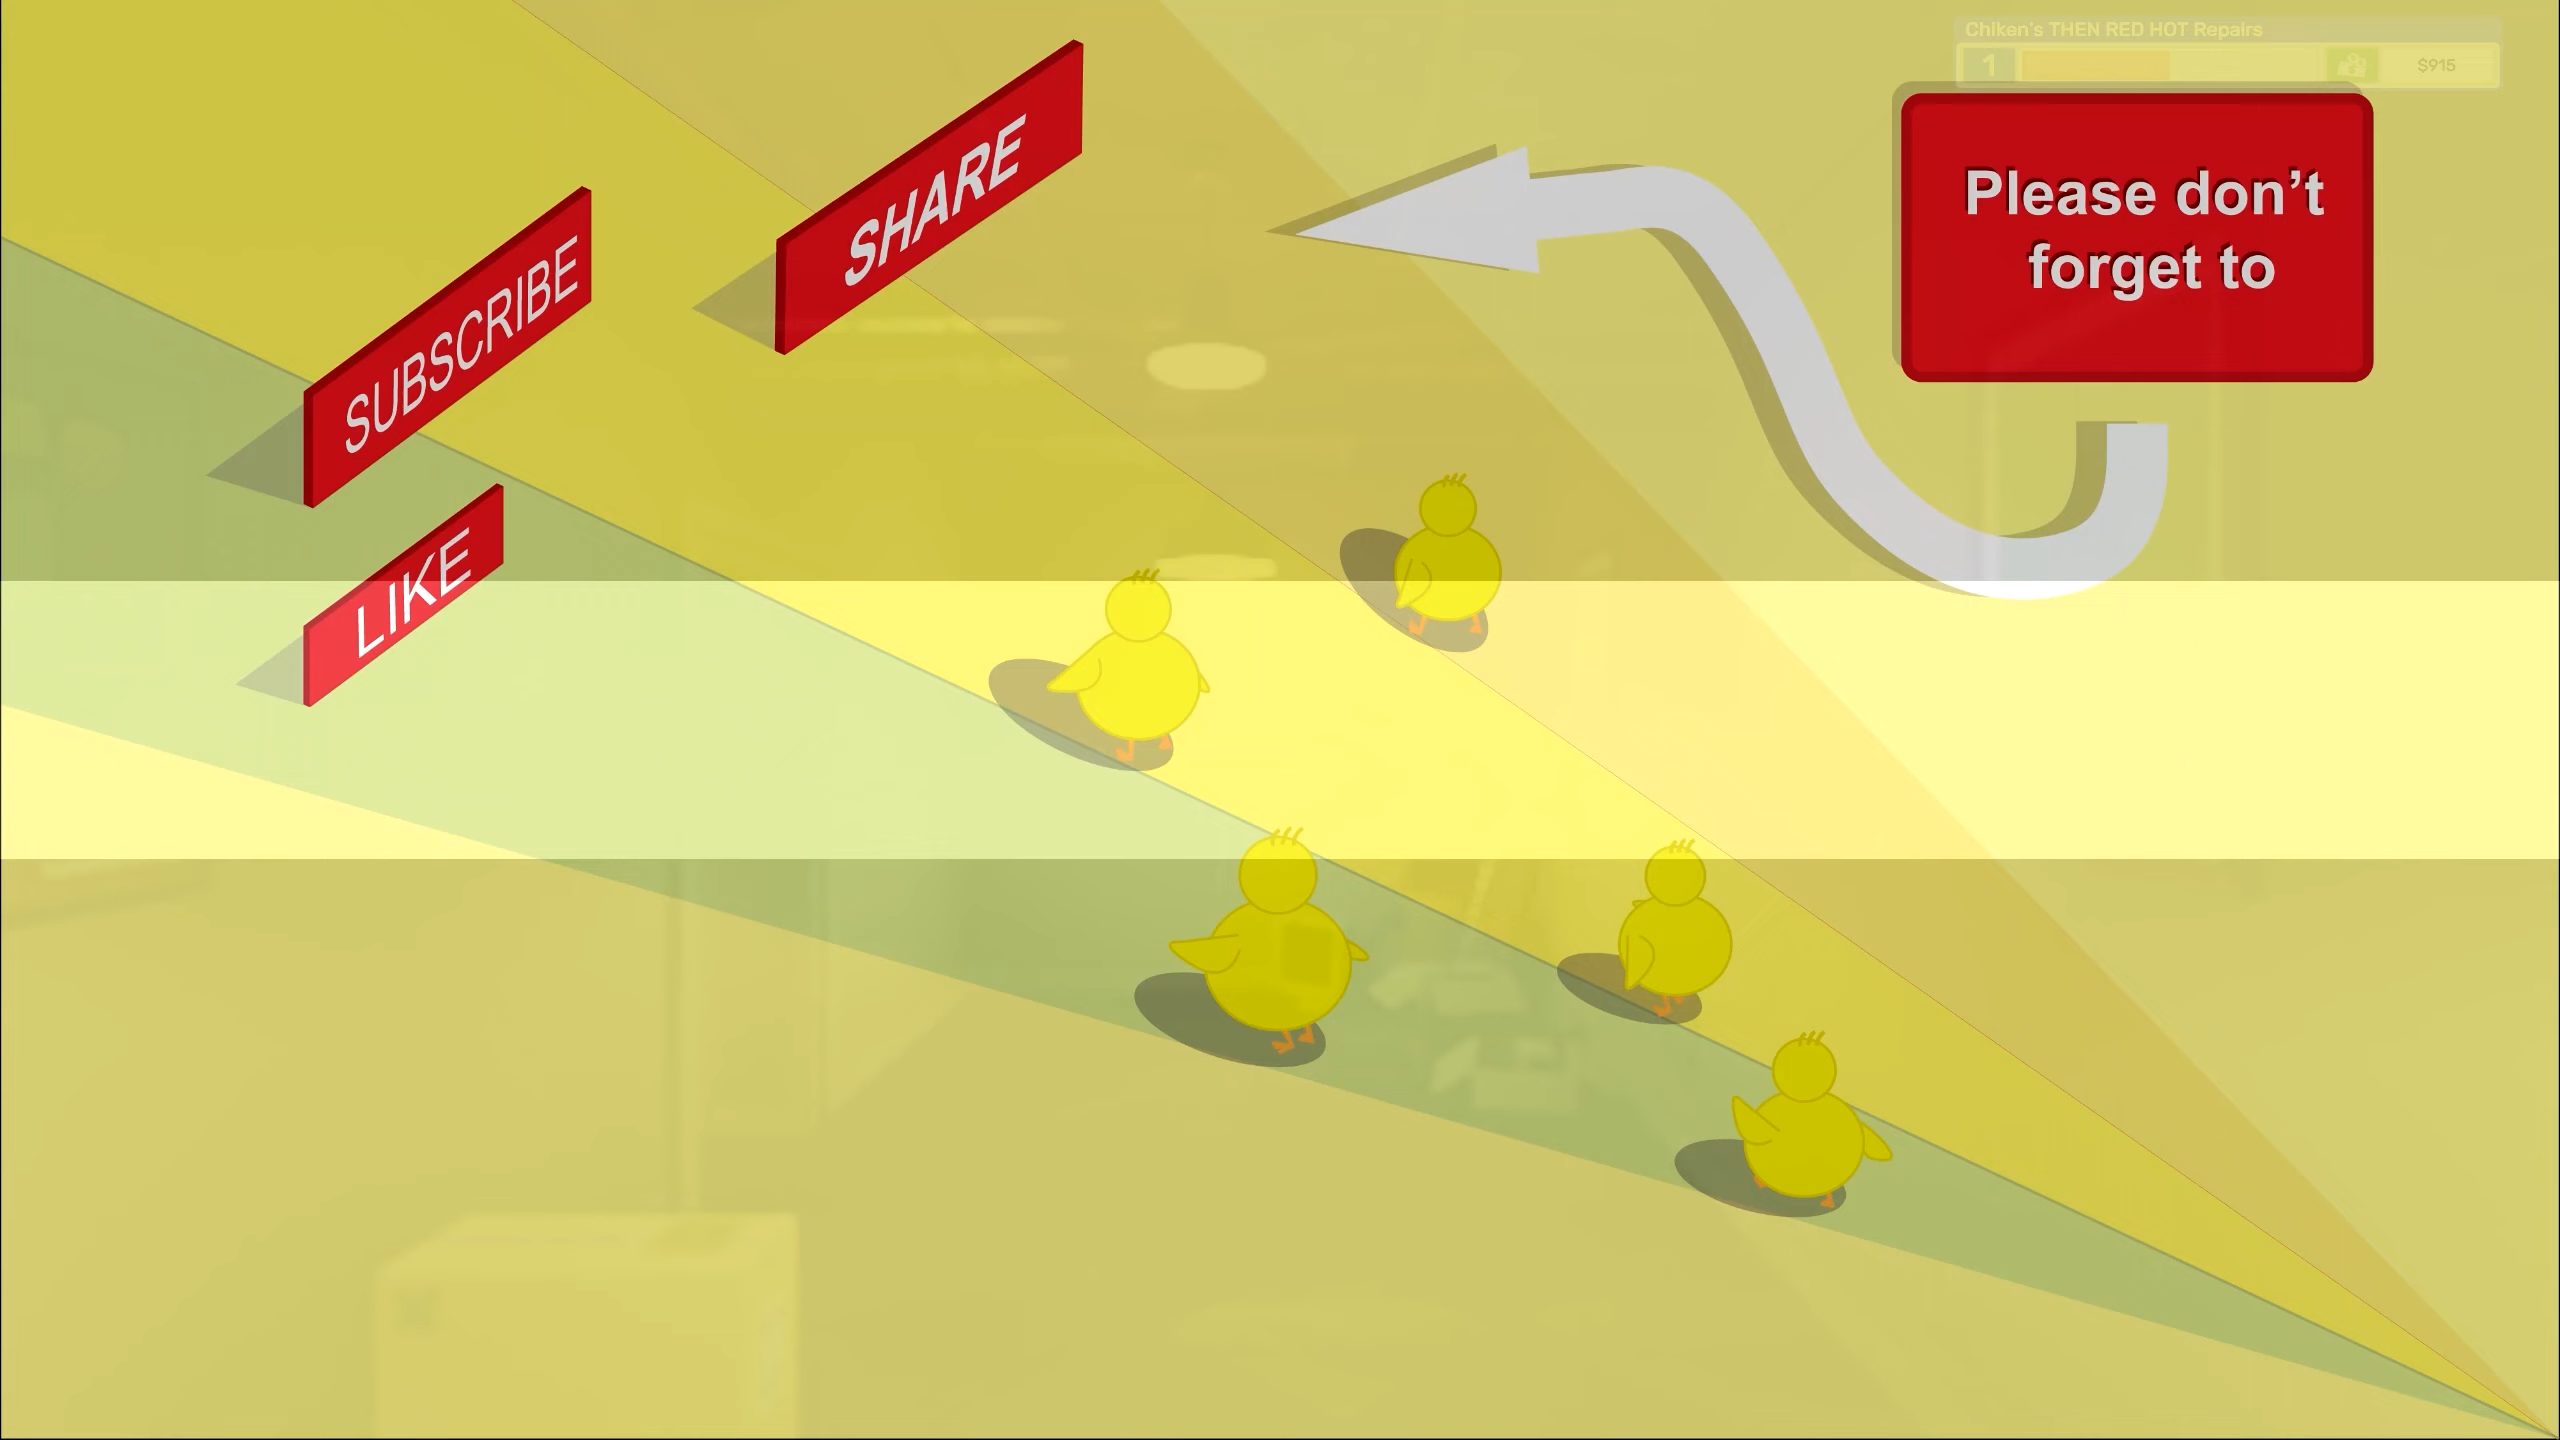 Chiken's THEN RED HOT Repairs
1
$915
Please don’t
forget to
SHARE
SUBSCRIBE
LIKE